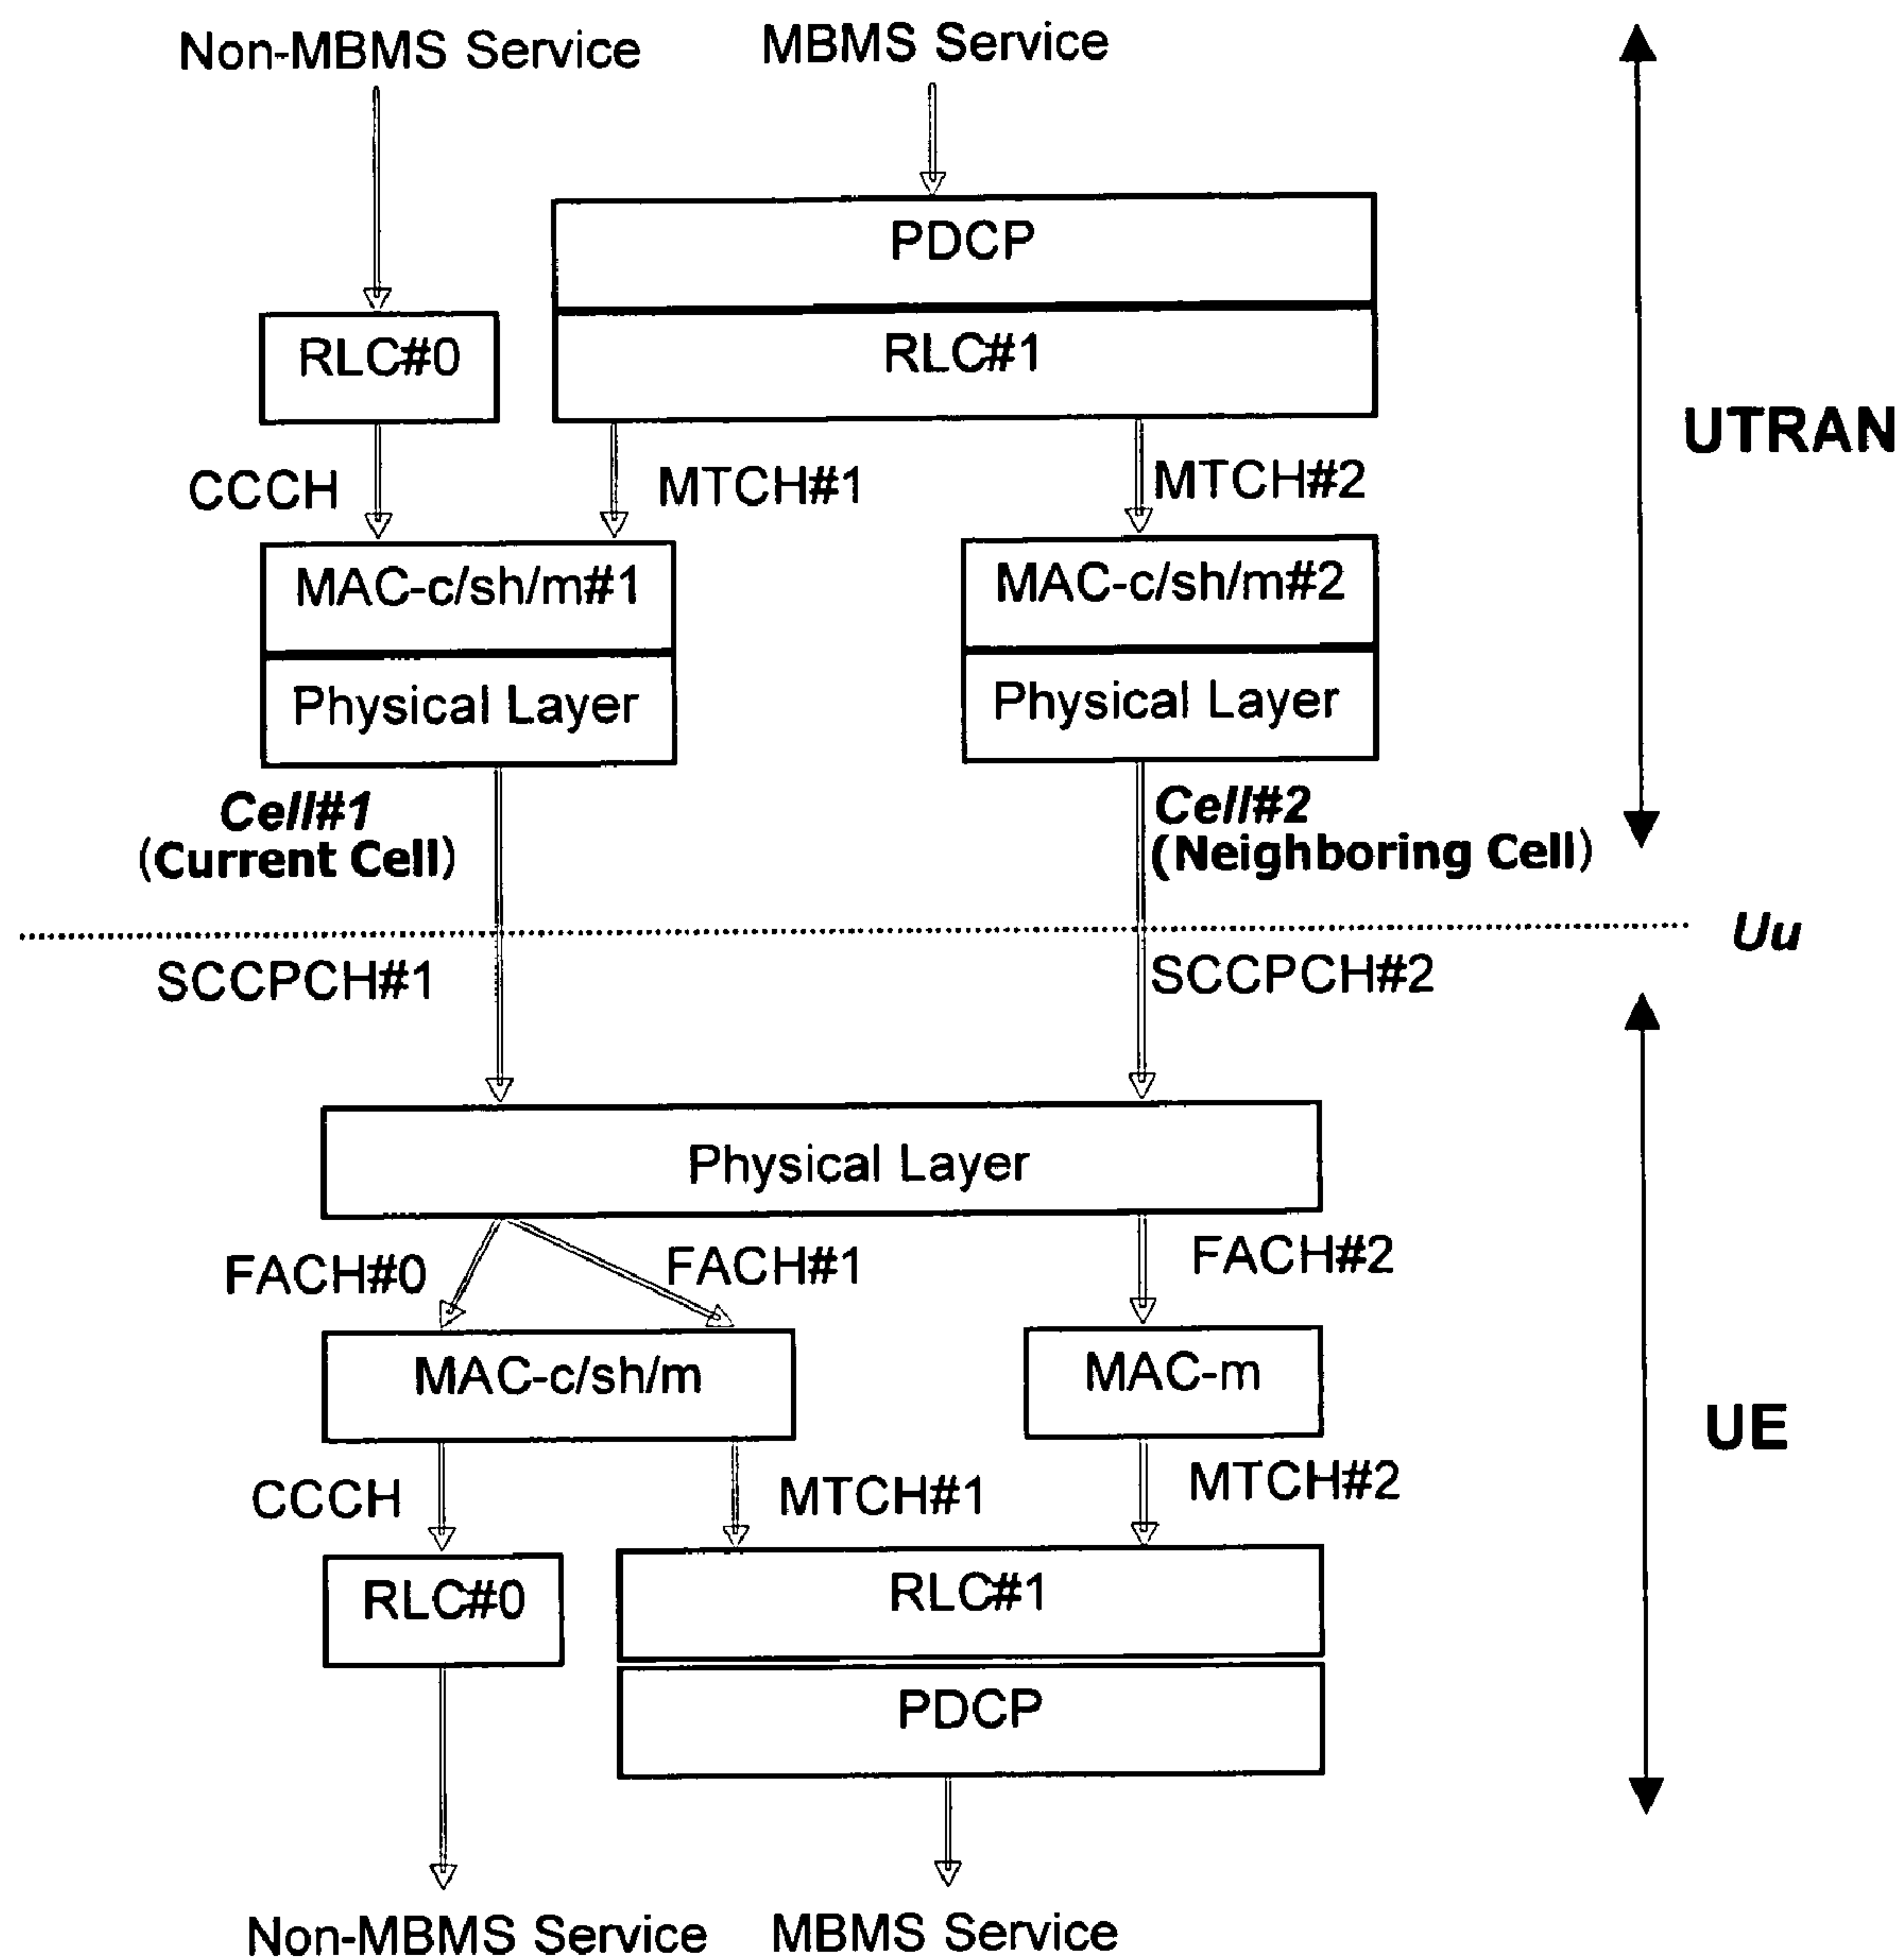 Non-MBMS Service
MBMS Service
PDCP
RLC#0
RLC#1
UTRAN
CCCH
MTCH#1
MTCH#2
MAC-c/sh/m#1
MAC-c/sh/m#2
Physical Layer
Physical Layer
Cell#1
(Current Cell)
Cell#2
(Neighboring Cell)
Uu
SCCPCH#1
SCCPCH#2
Physical Layer
FACH#0
FACH#1
FACH#2
MAC-c/sh/m
MAC-m
UE
CCCH
MTCH#1
MTCH#2
RLC#0
RLC#1
PDCP
Non-MBMS Service
MBMS Service